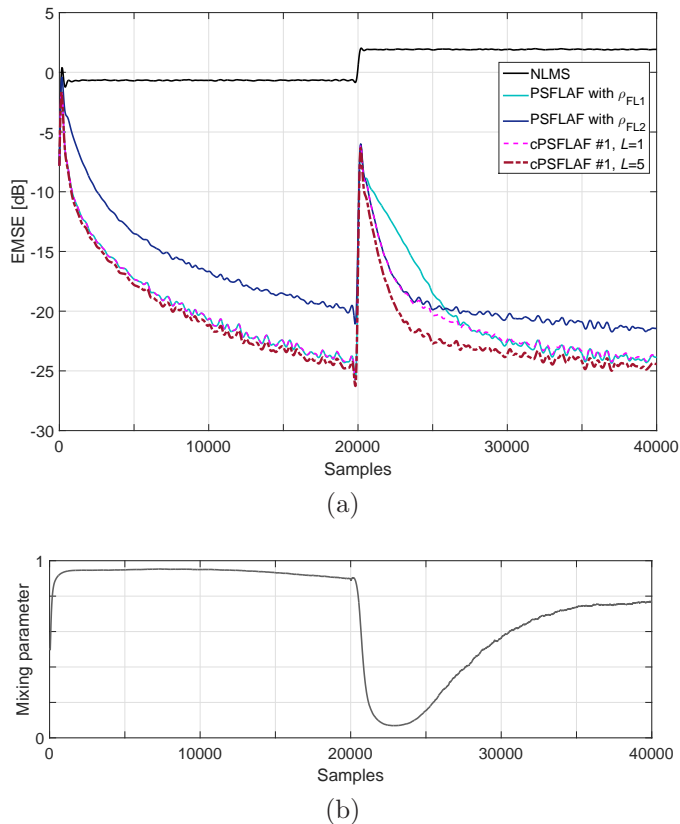 5
0
-5
-10
-15
-20
-25
-30
EMSE [dB]
NLMS
PSFLAF with ρFL1
PSFLAF with ρFL2
cPSFLAF #1, L=1
cPSFLAF #1, L=5
0 10000 20000 30000 40000
Samples
(a)
1
0
Mixing parameter
0 10000 20000 30000 40000
Samples
(b)